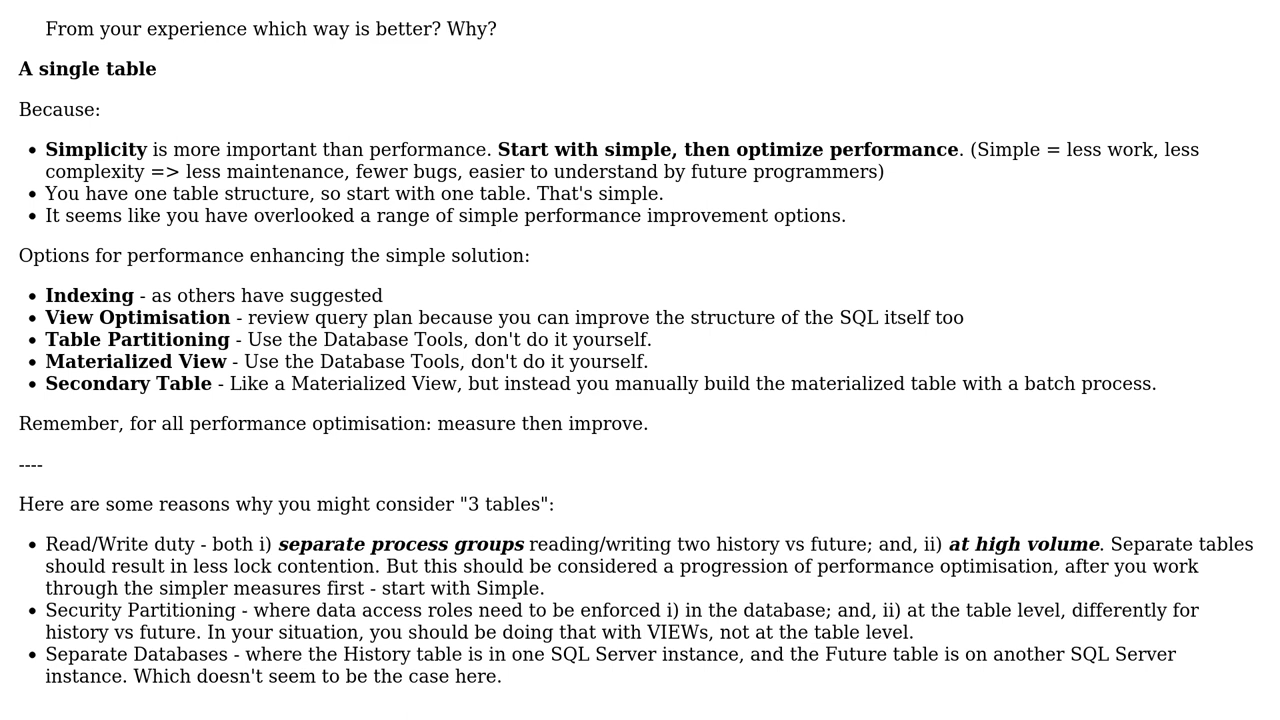 From your experience which way is better? Why?
A single table
Because:
• Simplicity is more important than performance. Start with simple, then optimize performance. (Simple = less work, less
complexity => less maintenance, fewer bugs, easier to understand by future programmers)
• You have one table structure, so start with one table. That's simple.
• It seems like you have overlooked a range of simple performance improvement options.
Options for performance enhancing the simple solution:
• Indexing - as others have suggested
• View Optimisation - review query plan because you can improve the structure of the SQL itself too
• Table Partitioning - Use the Database Tools, don't do it yourself.
• Materialized View - Use the Database Tools, don't do it yourself.
• Secondary Table - Like a Materialized View, but instead you manually build the materialized table with a batch process.
Remember, for all performance optimisation: measure then improve.
----
Here are some reasons why you might consider "3 tables":
• Read/Write duty - both i) separate process groups reading/writing two history vs future; and, ii) at high volume. Separate tables
should result in less lock contention. But this should be considered a progression of performance optimisation, after you work
through the simpler measures first - start with Simple.
• Security Partitioning - where data access roles need to be enforced i) in the database; and, ii) at the table level, differently for
history vs future. In your situation, you should be doing that with VIEWs, not at the table level.
• Separate Databases - where the History table is in one SQL Server instance, and the Future table is on another SQL Server
instance. Which doesn't seem to be the case here.